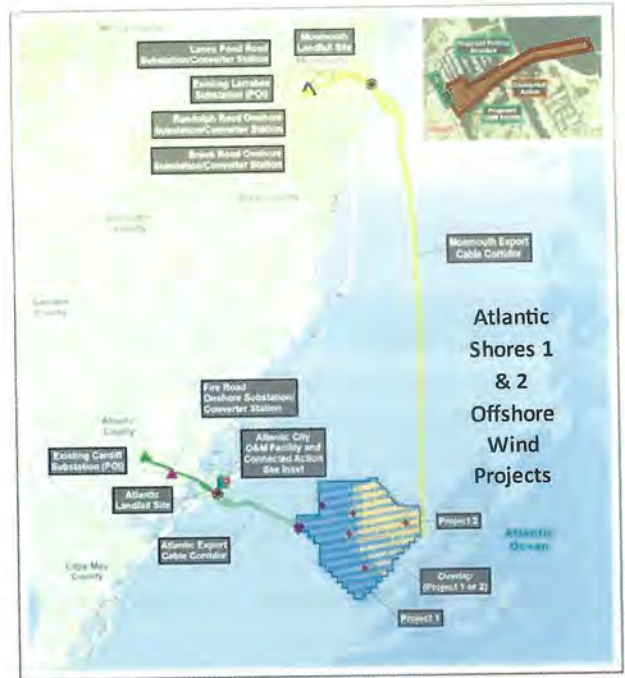 Monmouth
Landfall Site
Lanes Pond Road
Substation/Converter Station
Existing Larrabee
Substation (POI)
Randolph Road Onshore
Substation/Converter Station
Brook Road Onshore
Substation/Converter Station
Monmouth Export
Cable Corridor
Atlantic
Shores 1
& 2
Offshore
Wind
Projects
Fire Road
Onshore Substation/
Converter Station
Atlantic
County
Existing Cardiff
Substation (POI)
Atlantic City
O&M Facility and
Connected Action
See Inset
Atlantic
Landfall Site
Atlantic Export
Cable Corridor
Project 2
Atlantic
Ocean
Cape May
County
Overlap
(Project 1 or 2)
Project 1